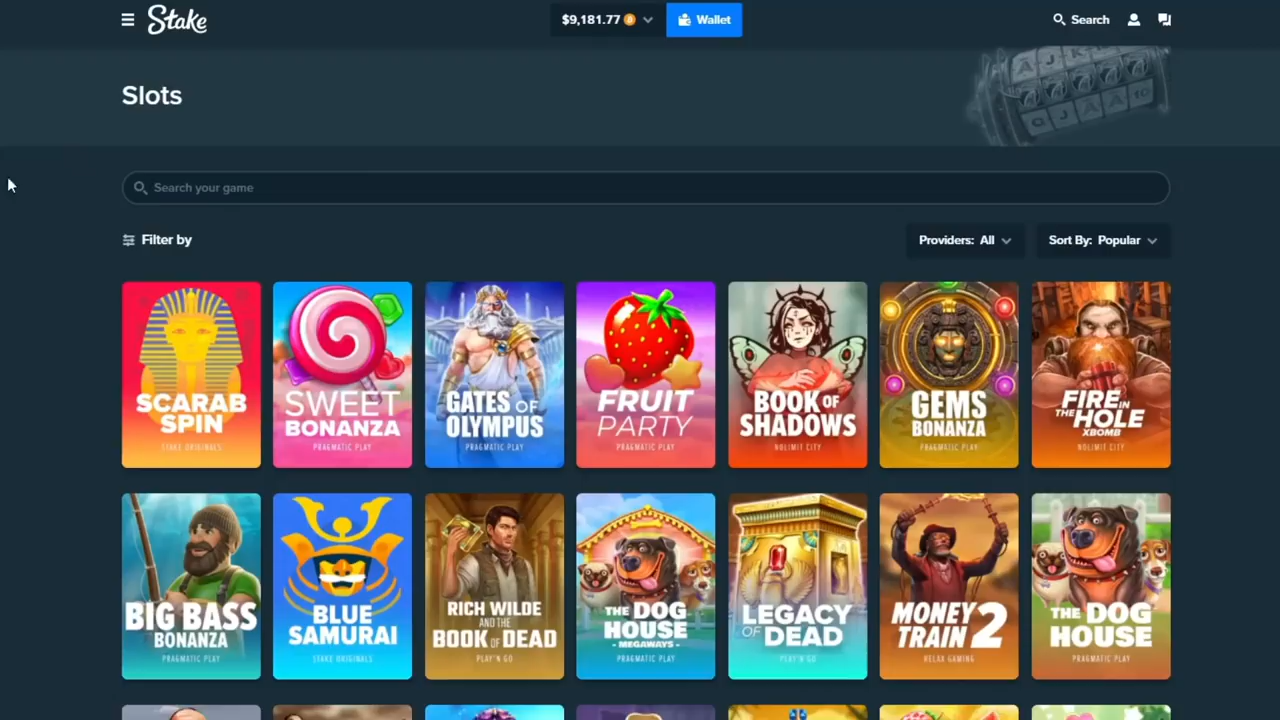 Stake
$9,181.77
Wallet
Search
Slots
Search your game
Filter by
Providers: All
Sort By: Popular
SCARAB
SPIN
STAKE ORIGINALS
SWEET
BONANZA
PRAGMATIC PLAY
GATES OF
OLYMPUS
PRAGMATIC PLAY
FRUIT
PARTY
PRAGMATIC PLAY
BOOK OF
SHADOWS
NOLIMIT CITY
GEMS
BONANZA
PRAGMATIC PLAY
FIRE IN
THE HOLE
XBOMB
NOLIMIT CITY
BIG BASS
BONANZA
PRAGMATIC PLAY
BLUE
SAMURAI
STAKE ORIGINALS
RICH WILDE
AND THE
BOOK OF DEAD
PLAY'N GO
THE DOG
HOUSE
- MEGAWAYS -
PRAGMATIC PLAY
LEGACY
OF DEAD
PLAY'N GO
MONEY
TRAIN 2
RELAX GAMING
THE DOG
HOUSE
PRAGMATIC PLAY